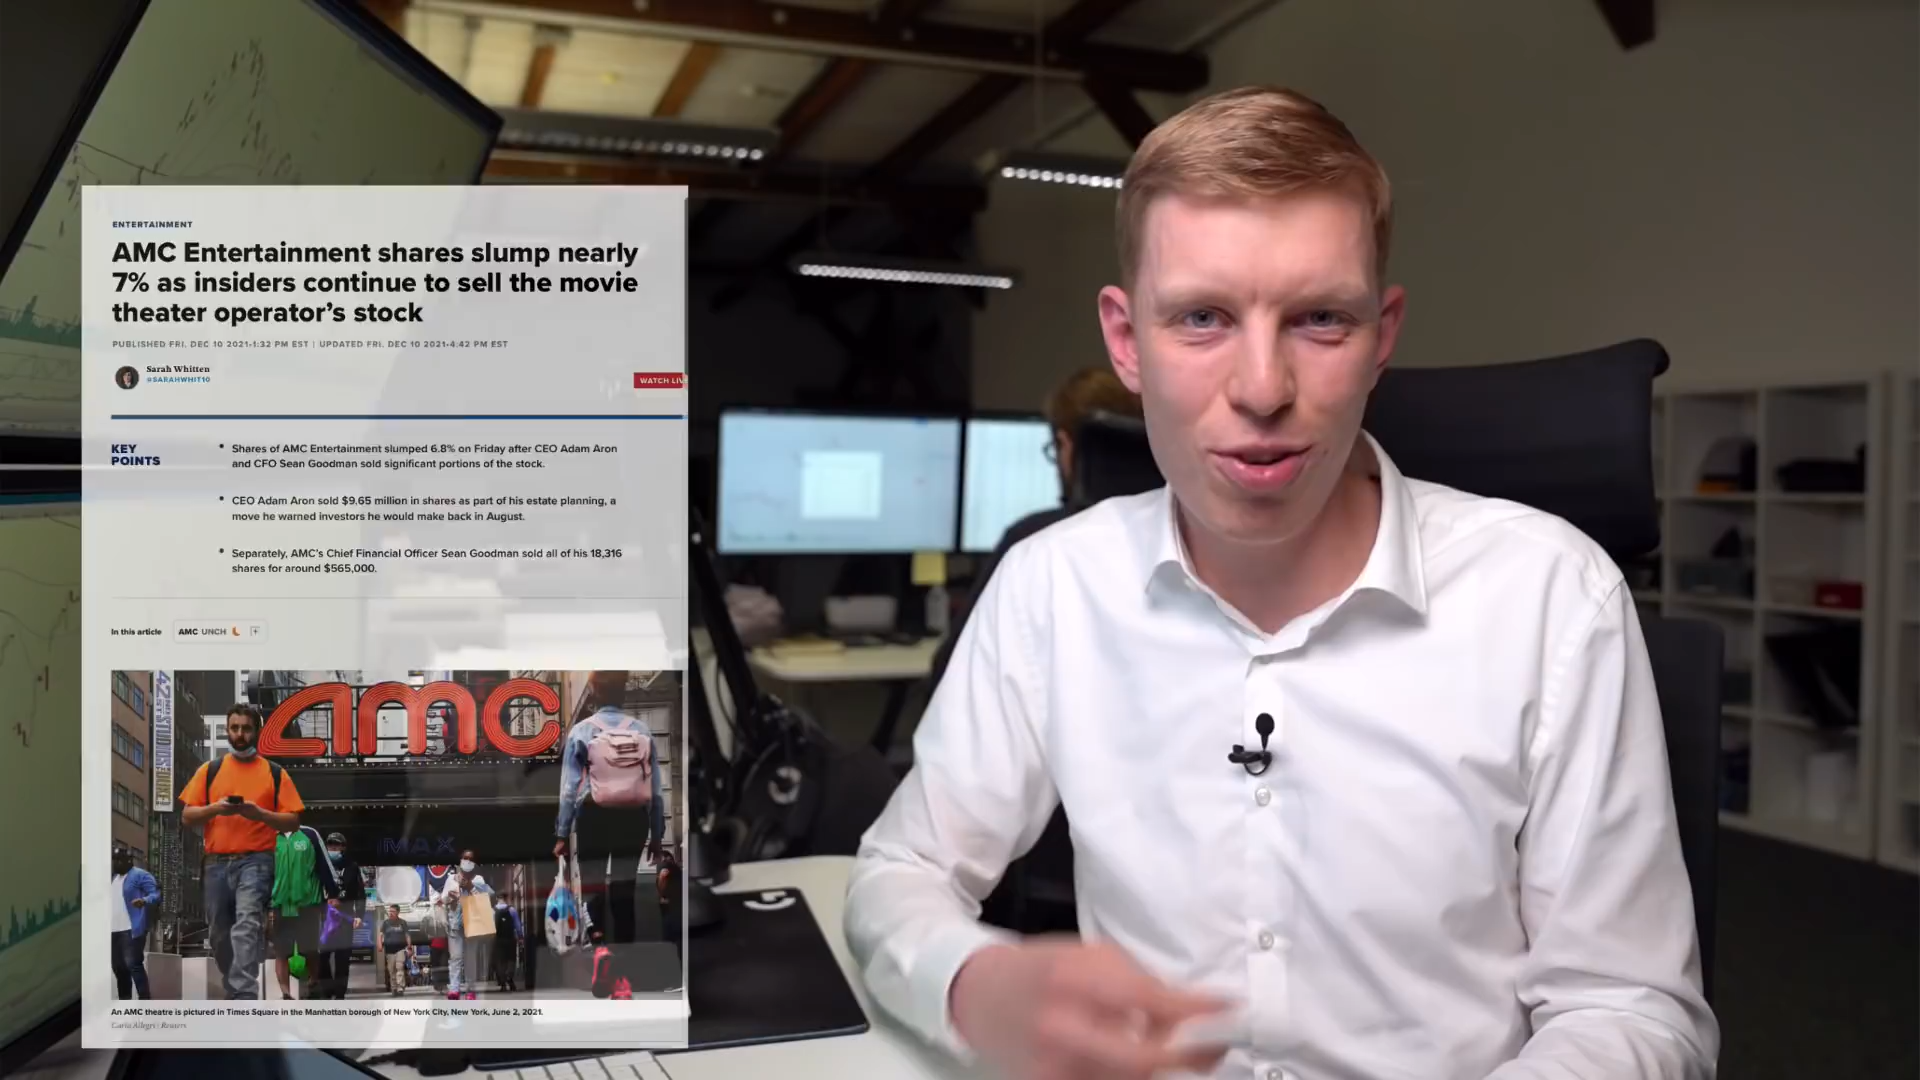 ENTERTAINMENT
AMC Entertainment shares slump nearly
7% as insiders continue to sell the movie
theater operator’s stock
PUBLISHED FRI, DEC 10 2021•1:32 PM EST | UPDATED FRI, DEC 10 2021•4:42 PM EST
Sarah Whitten
@SARAHWHIT10
WATCH LIV
KEY
POINTS
• Shares of AMC Entertainment slumped 6.8% on Friday after CEO Adam Aron
and CFO Sean Goodman sold significant portions of the stock.
• CEO Adam Aron sold $9.65 million in shares as part of his estate planning, a
move he warned investors he would make back in August.
• Separately, AMC’s Chief Financial Officer Sean Goodman sold all of his 18,316
shares for around $565,000.
In this article
AMC UNCH
amc
IMAX
An AMC theatre is pictured in Times Square in the Manhattan borough of New York City, New York, June 2, 2021.
Carlo Allegri | Reuters